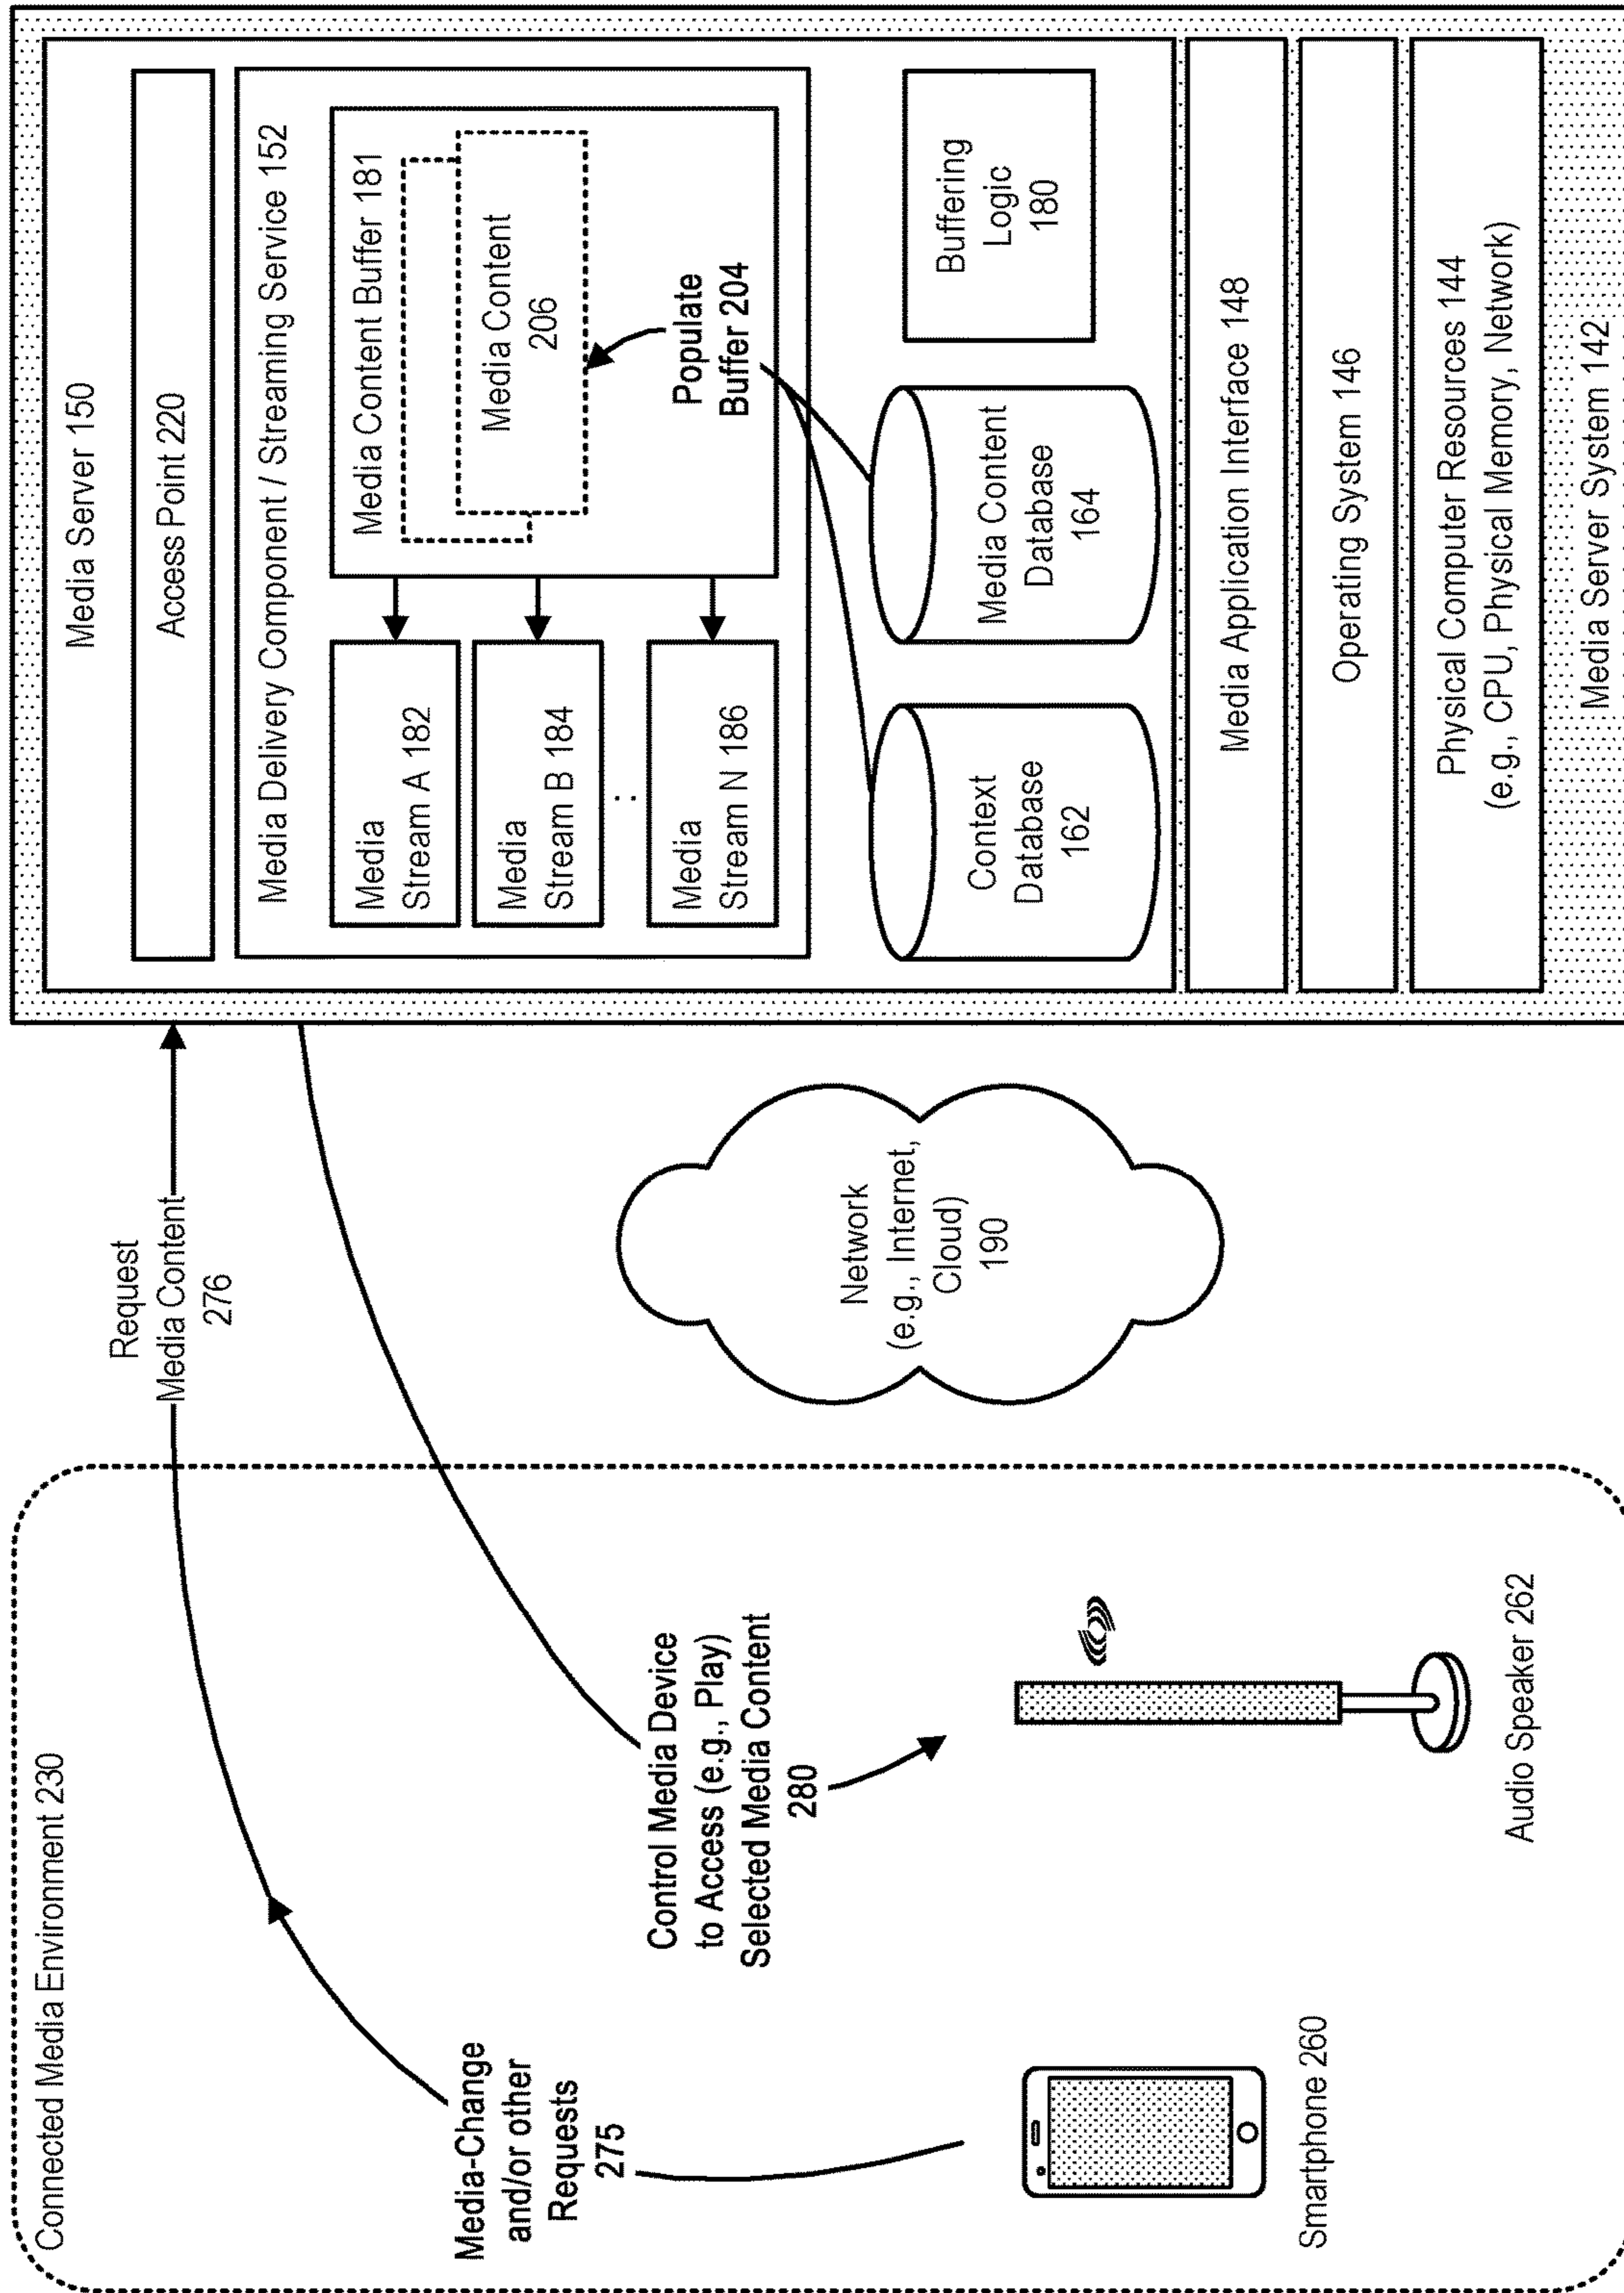 Connected Media Environment 230
Media-Change
and/or other
Requests
275
Smartphone 260
Control Media Device
to Access (e.g., Play)
Selected Media Content
280
Audio Speaker 262
Request
Media Content
276
Network
(e.g., Internet,
Cloud)
190
Media Server 150
Access Point 220
Media Delivery Component / Streaming Service 152
Media
Stream A 182
Media
Stream B 184
:
Media
Stream N 186
Media Content Buffer 181
Media Content
206
Populate
Buffer 204
Context
Database
162
Media Content
Database
164
Buffering
Logic
180
Media Application Interface 148
Operating System 146
Physical Computer Resources 144
(e.g., CPU, Physical Memory, Network)
Media Server System 142